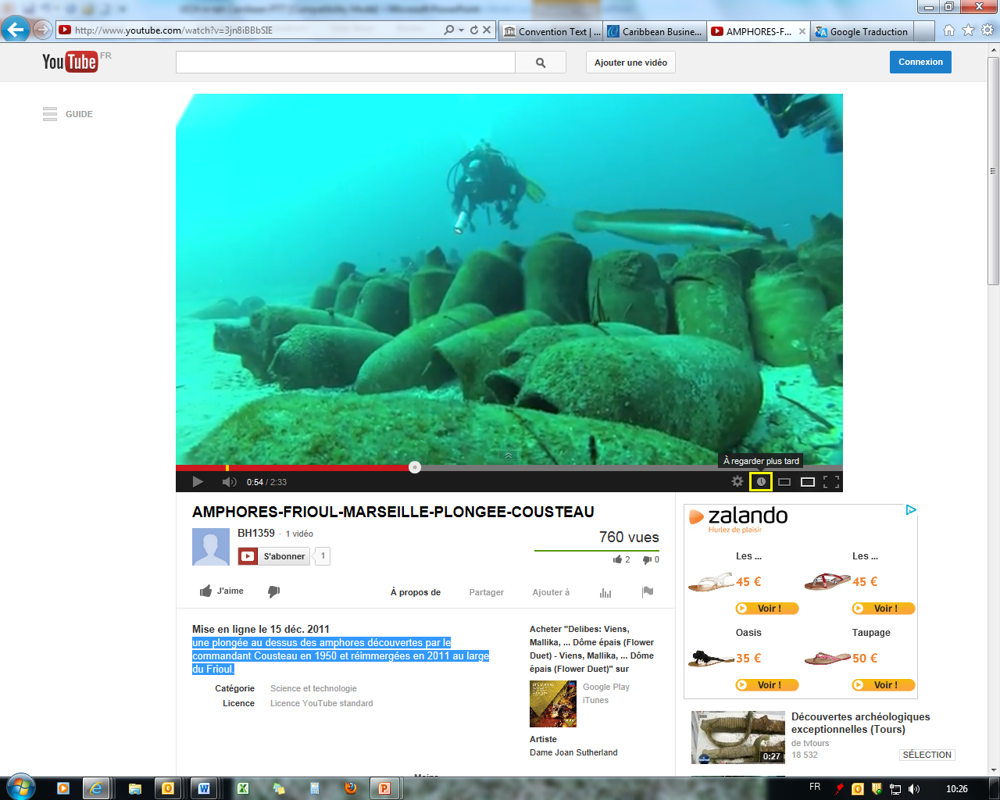 http://www.youtube.com/watch?v=3jn8iBBbSIE
Convention Text | ...
Caribbean Busine...
AMPHORES-F...
Google Traduction
YouTube FR
Ajouter une vidéo
Connexion
GUIDE
À regarder plus tard
0:54 / 2:33
AMPHORES-FRIOUL-MARSEILLE-PLONGEE-COUSTEAU
BH1359 · 1 vidéo
S'abonner 1
760 vues
2 0
J'aime
À propos de
Partager
Ajouter à
Mise en ligne le 15 déc. 2011
une plongée au dessus des amphores découvertes par le
commandant Cousteau en 1950 et réimmergées en 2011 au large
du Frioul.
Catégorie Science et technologie
Licence Licence YouTube standard
Acheter "Delibes: Viens,
Mallika, ... Dôme épais (Flower
Duet) - Viens, Mallika, ... Dôme
épais (Flower Duet)" sur
Google Play
iTunes
Artiste
Dame Joan Sutherland
zalando
Hurlez de plaisir
Les ...
45 €
Voir !
Les ...
45 €
Voir !
Oasis
35 €
Voir !
Taupage
50 €
Voir !
0:27
Découvertes archéologiques
exceptionnelles (Tours)
de tvtours
18 532
SÉLECTION
FR
10:26